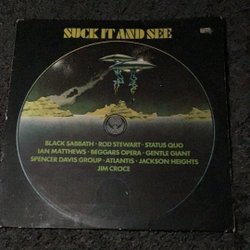 SUCK IT AND SEE
BLACK SABBATH · ROD STEWART · STATUS QUO
IAN MATTHEWS · BEGGARS OPERA · GENTLE GIANT
SPENCER DAVIS GROUP · ATLANTIS · JACKSON HEIGHTS
JIM CROCE